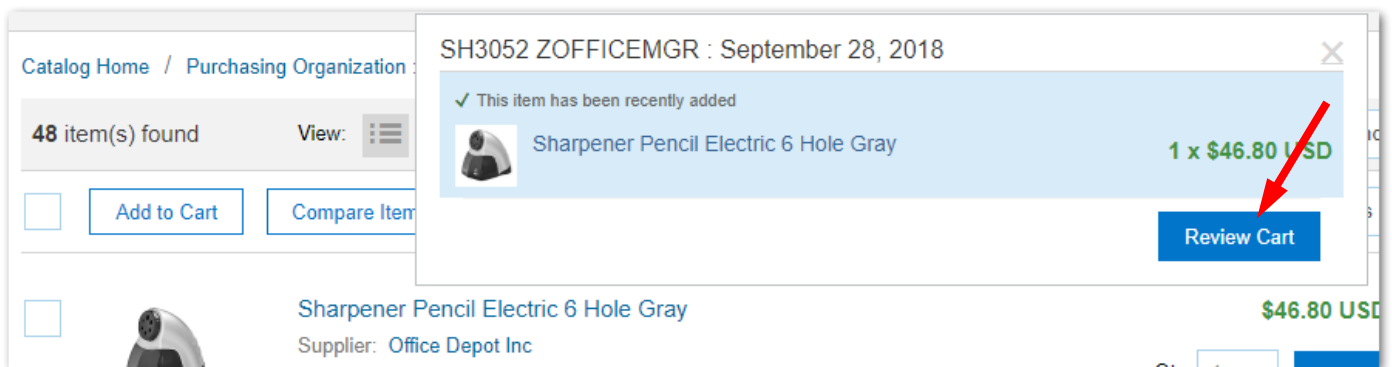 SH3052 ZOFFICEMGR : September 28, 2018
Catalog Home / Purchasing Organization :
✓ This item has been recently added
48 item(s) found View:
Sharpener Pencil Electric 6 Hole Gray
1 x $46.80 USD
Add to Cart
Compare Item
Review Cart
Sharpener Pencil Electric 6 Hole Gray
$46.80 USD
Supplier: Office Depot Inc